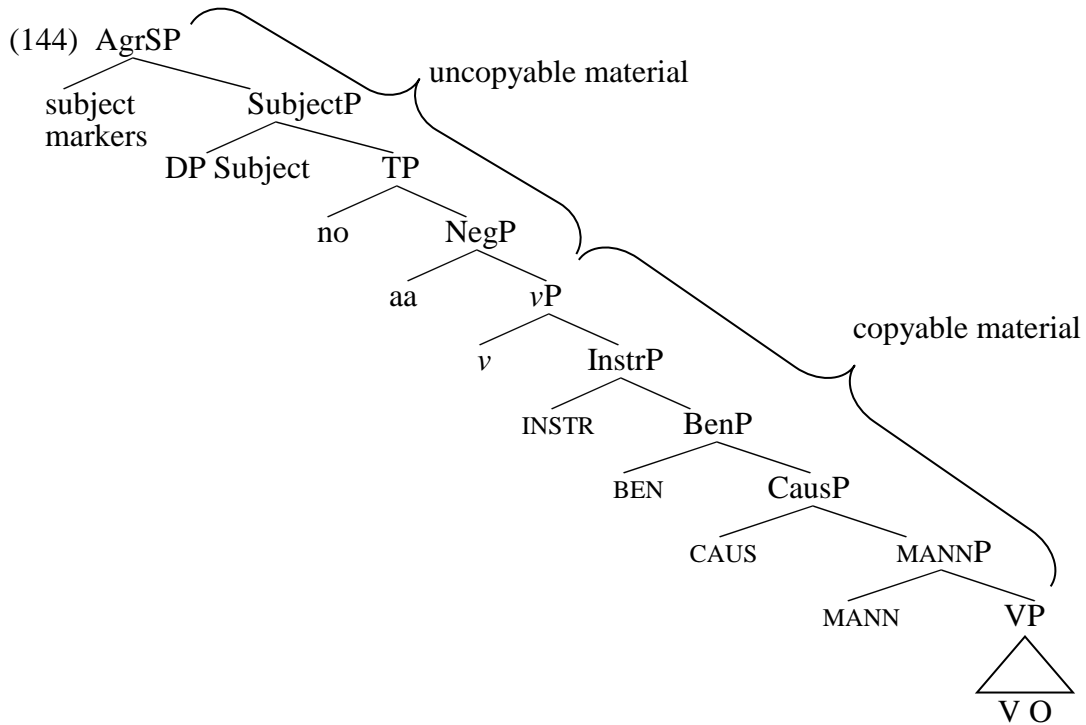 (144) AgrSP
uncopyable material
subject
markers
SubjectP
DP Subject
TP
no
NegP
aa
vP
copyable material
v
InstrP
INSTR
BenP
BEN
CausP
CAUS
MANNP
MANN
VP
V O